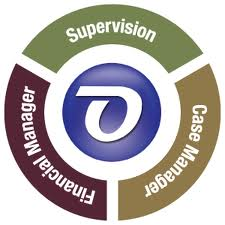 Supervision
Case Manager
Financial Manager